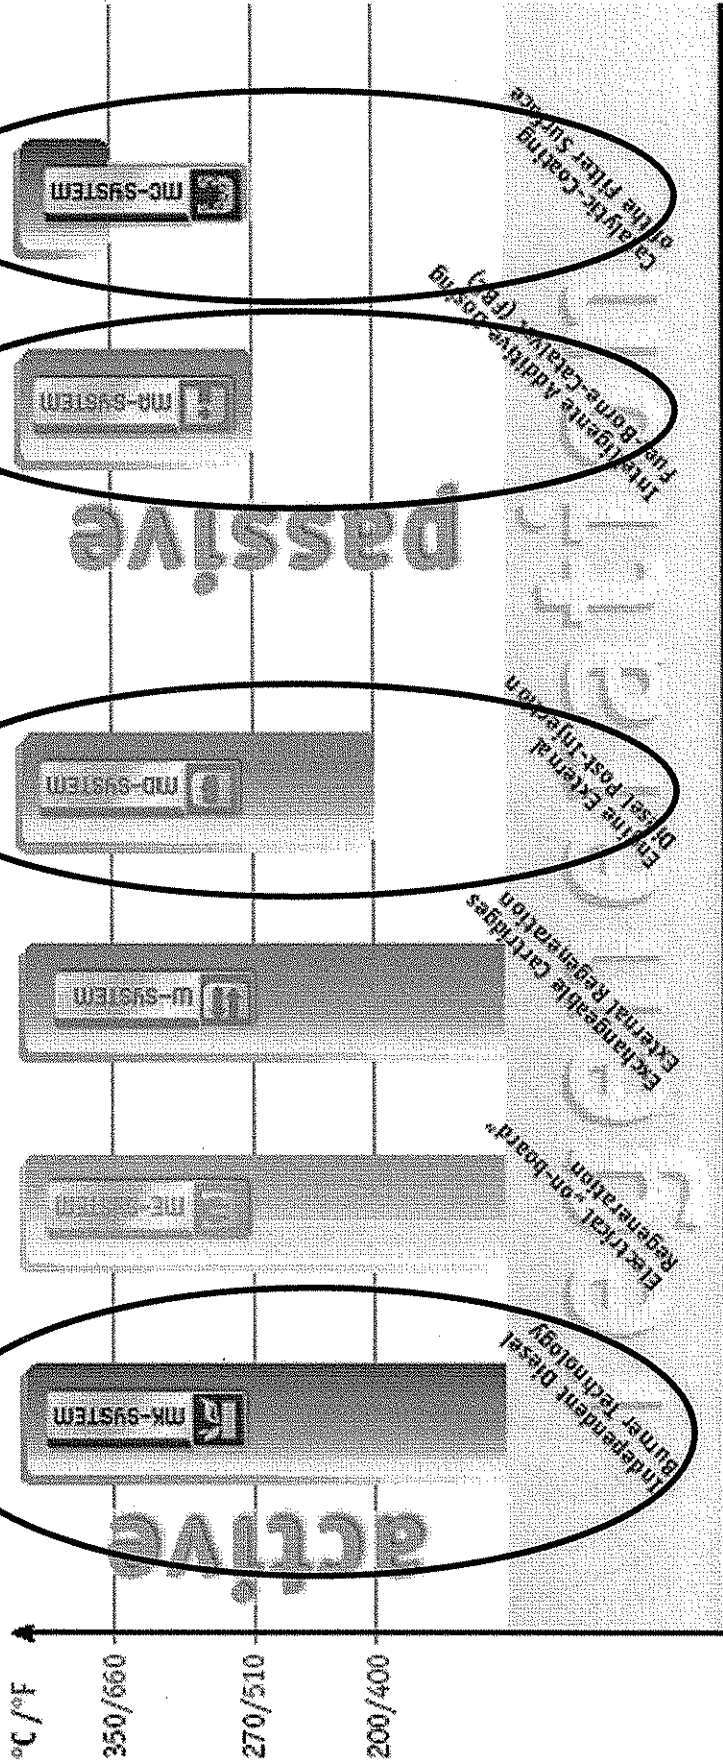 °C /°F
350/660
270/510
200/400
active
passive
mK-SYSTEM
mE-SYSTEM
m-SYSTEM
mD-SYSTEM
mA-SYSTEM
mC-SYSTEM
Independent Diesel
Burner Technology
Electrical „on-board“
Regeneration
Exchangeable Cartridges
External Regeneration
Engine External
Diesel Post-Injection
Intelligente Additive Dosing
Fuel-Borne-Catalyst (FBC)
Catalytic-Coating
of the Filter Surface